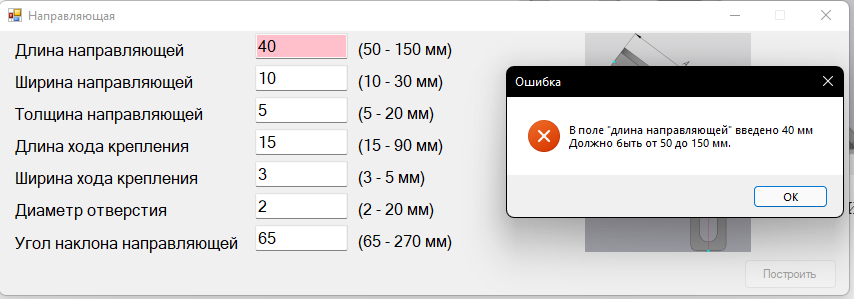 Направляющая
Длина направляющей 40 (50 - 150 мм)
Ширина направляющей 10 (10 - 30 мм)
Толщина направляющей 5 (5 - 20 мм)
Длина хода крепления 15 (15 - 90 мм)
Ширина хода крепления 3 (3 - 5 мм)
Диаметр отверстия 2 (2 - 20 мм)
Угол наклона направляющей 65 (65 - 270 мм)
Ошибка
В поле "длина направляющей" введено 40 мм
Должно быть от 50 до 150 мм.
ОК
Построить